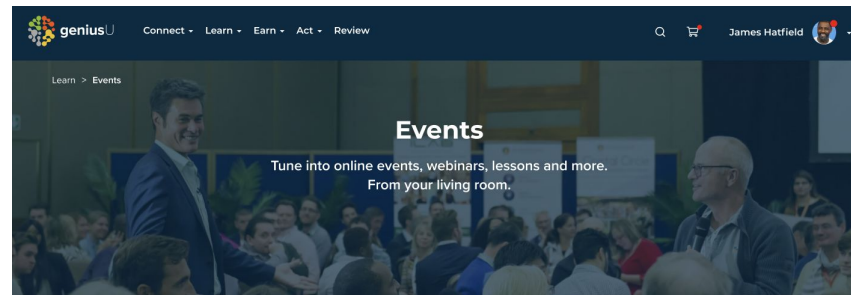 geniusU
Connect Learn Earn Act Review
James Hatfield
Learn > Events
Events
Tune into online events, webinars, lessons and more.
From your living room.